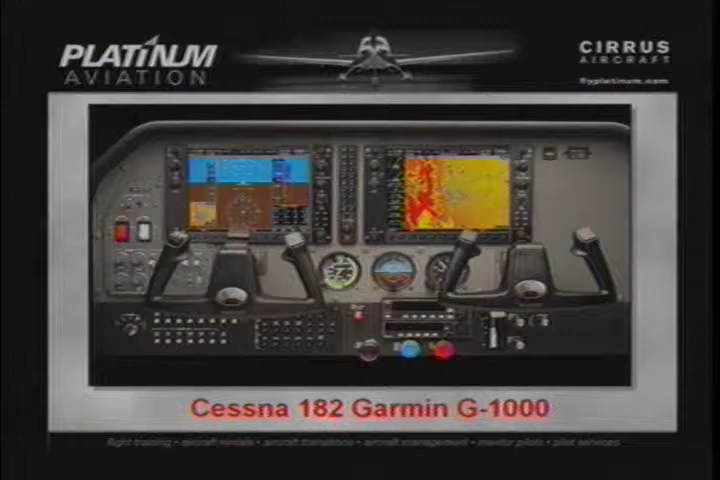 PLATINUM
AVIATION
CIRRUS
AIRCRAFT
flyplatinum.com
Cessna 182 Garmin G-1000
flight training • aircraft rentals • aircraft transitions • aircraft management • mentor pilots • pilot services